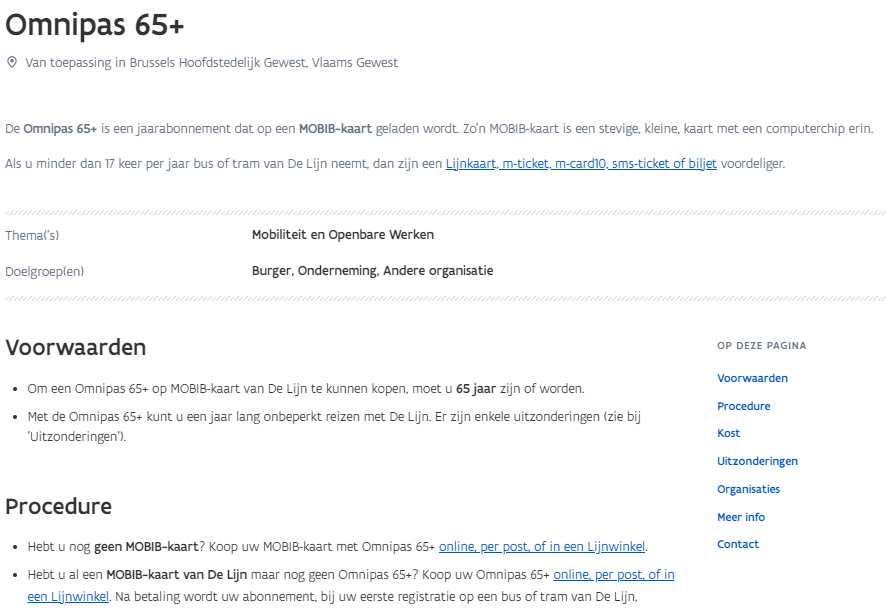 Omnipas 65+
Van toepassing in Brussels Hoofdstedelijk Gewest, Vlaams Gewest
De Omnipas 65+ is een jaarabonnement dat op een MOBIB-kaart geladen wordt. Zo'n MOBIB-kaart is een stevige, kleine, kaart met een computerchip erin.
Als u minder dan 17 keer per jaar bus of tram van De Lijn neemt, dan zijn een Lijnkaart, m-ticket, m-card10, sms-ticket of biljet voordeliger.
Thema('s)
Mobiliteit en Openbare Werken
Doelgroep(en)
Burger, Onderneming, Andere organisatie
Voorwaarden
• Om een Omnipas 65+ op MOBIB-kaart van De Lijn te kunnen kopen, moet u 65 jaar zijn of worden.
• Met de Omnipas 65+ kunt u een jaar lang onbeperkt reizen met De Lijn. Er zijn enkele uitzonderingen (zie bij
'Uitzonderingen').
Procedure
• Hebt u nog geen MOBIB-kaart? Koop uw MOBIB-kaart met Omnipas 65+ online, per post, of in een Lijnwinkel.
• Hebt u al een MOBIB-kaart van De Lijn maar nog geen Omnipas 65+? Koop uw Omnipas 65+ online, per post, of in
een Lijnwinkel. Na betaling wordt uw abonnement, bij uw eerste registratie op een bus of tram van De Lijn,
OP DEZE PAGINA
Voorwaarden
Procedure
Kost
Uitzonderingen
Organisaties
Meer info
Contact